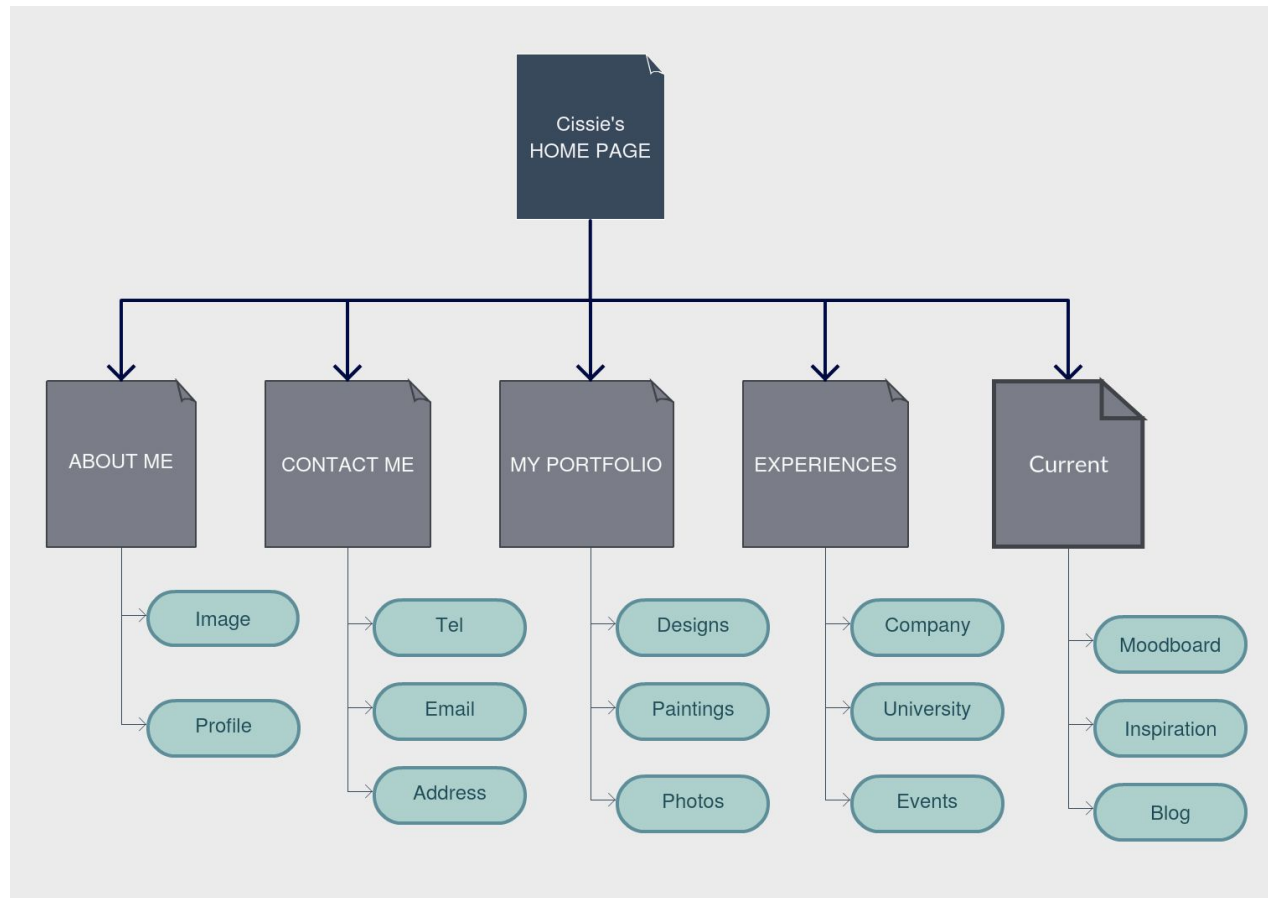 Cissie's
HOME PAGE
ABOUT ME
CONTACT ME
MY PORTFOLIO
EXPERIENCES
Current
Image
Profile
Tel
Email
Address
Designs
Paintings
Photos
Company
University
Events
Moodboard
Inspiration
Blog